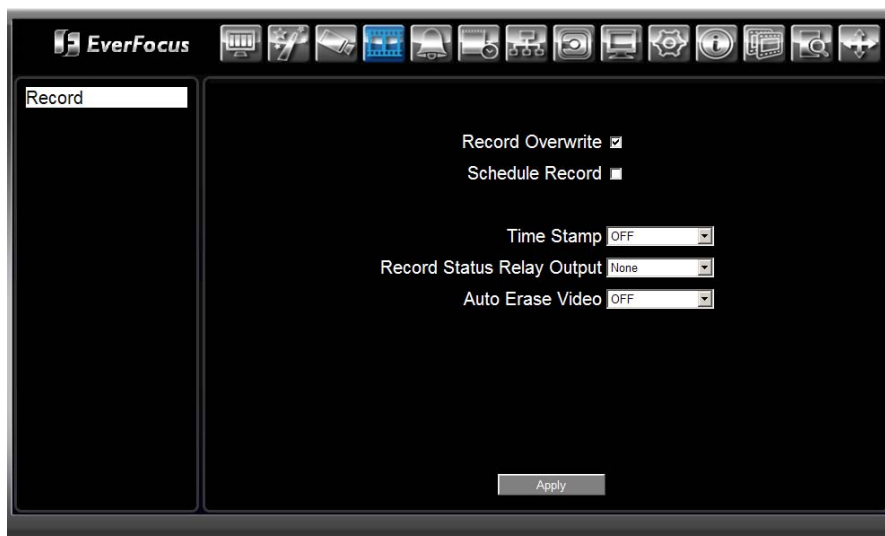 EverFocus
Record
Record Overwrite
Schedule Record
Time Stamp OFF
Record Status Relay Output None
Auto Erase Video OFF
Apply